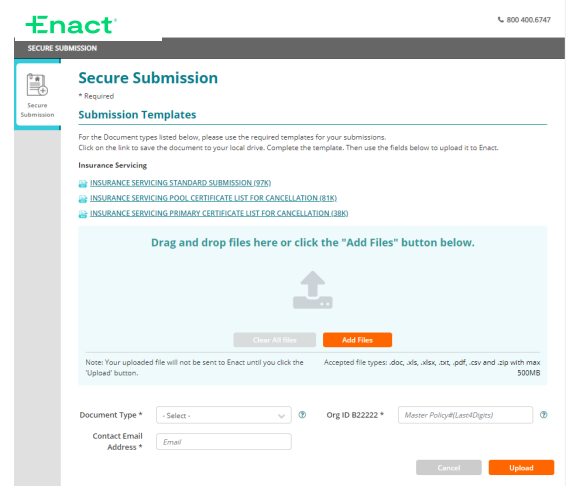 Enact
800 400.6747
SECURE SUBMISSION
Secure
Submission
Secure Submission
* Required
Submission Templates
For the Document types listed below, please use the required templates for your submissions.
Click on the link to save the document to your local drive. Complete the template. Then use the fields below to upload it to Enact.
Insurance Servicing
INSURANCE SERVICING STANDARD SUBMISSION (97K)
INSURANCE SERVICING POOL CERTIFICATE LIST FOR CANCELLATION (81K)
INSURANCE SERVICING PRIMARY CERTIFICATE LIST FOR CANCELLATION (38K)
Drag and drop files here or click the "Add Files" button below.
Clear All files
Add Files
Note: Your uploaded file will not be sent to Enact until you click the
'Upload' button.
Accepted file types: .doc, .xls, .xlsx, .txt, .pdf, .csv and .zip with max
500MB
Document Type *
- Select -
?
Org ID B22222 *
Master Policy#(Last4Digits)
?
Contact Email
Address *
Email
Cancel
Upload